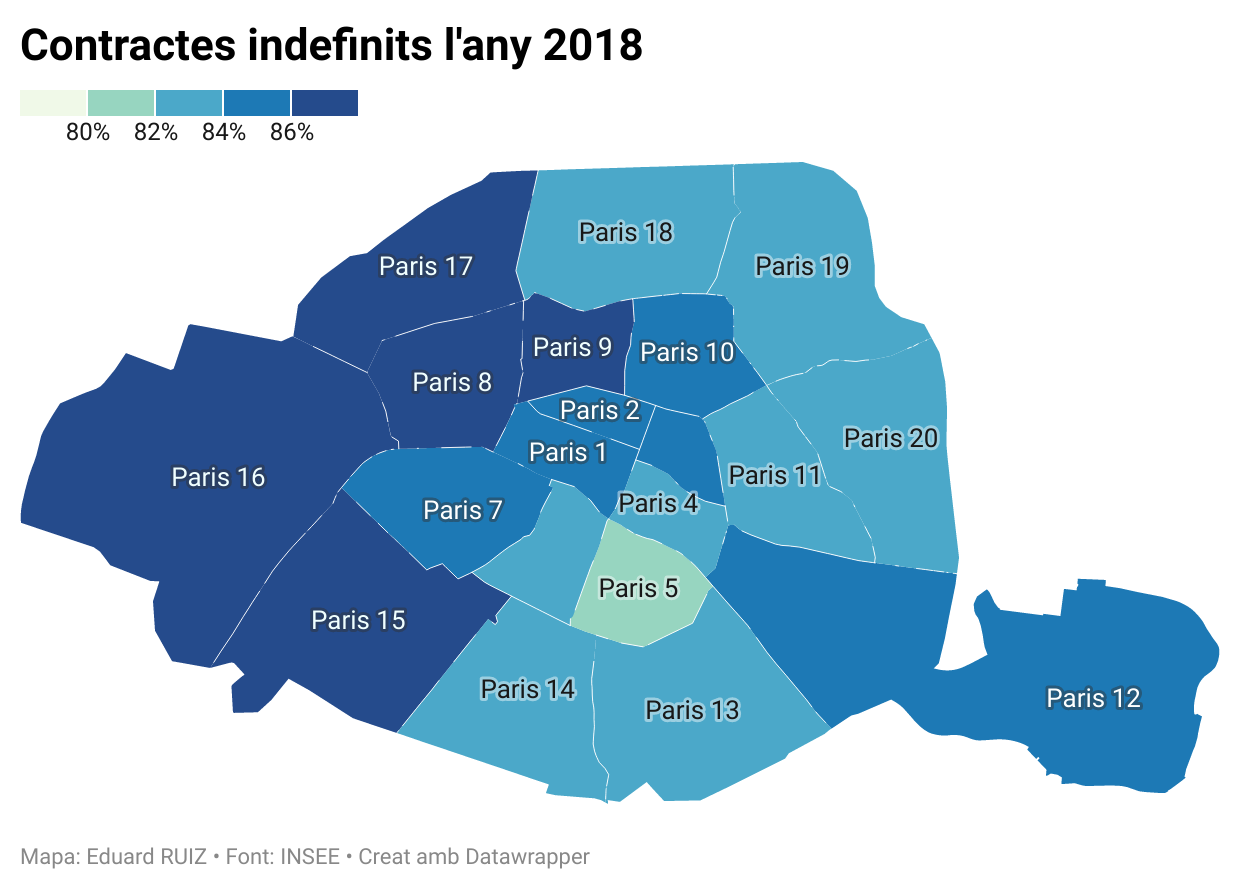 Contractes indefinits l'any 2018
80% 82% 84% 86%
Paris 18
Paris 17
Paris 19
Paris 9
Paris 10
Paris 8
Paris 2
Paris 20
Paris 1
Paris 16
Paris 11
Paris 7
Paris 4
Paris 5
Paris 15
Paris 14
Paris 12
Paris 13
Mapa: Eduard RUIZ • Font: INSEE • Creat amb Datawrapper